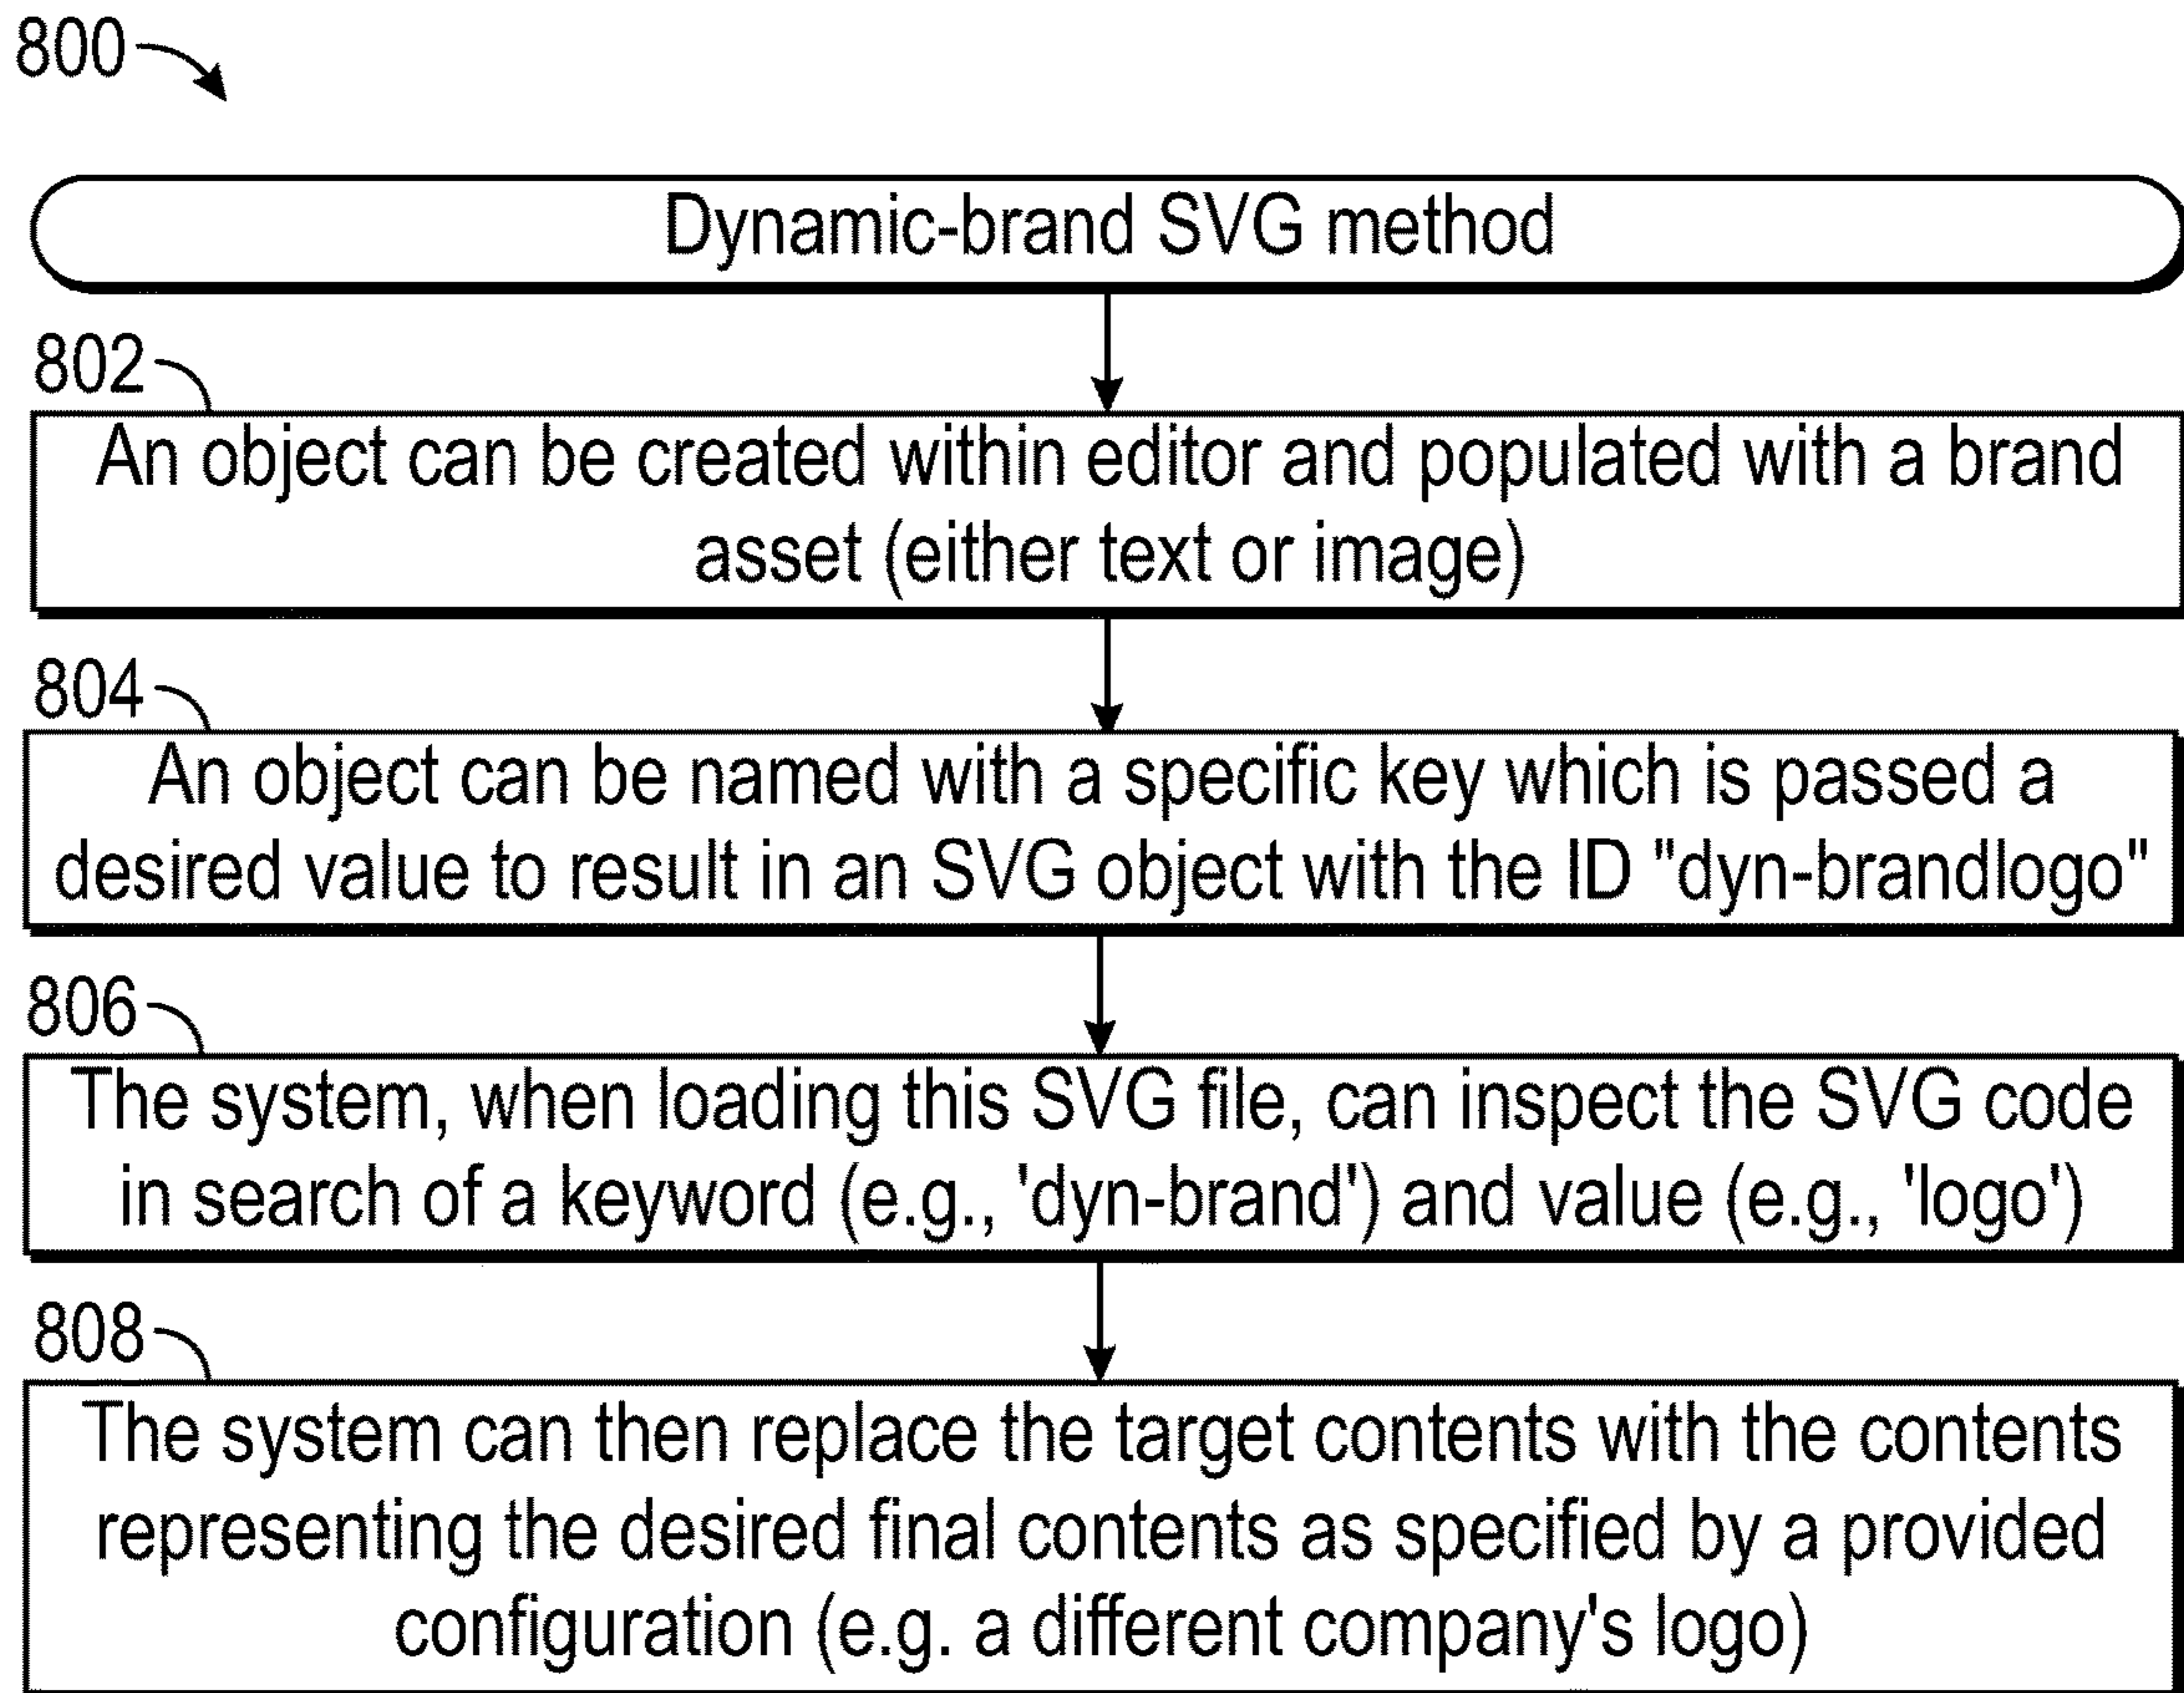 800
Dynamic-brand SVG method
802
An object can be created within editor and populated with a brand
asset (either text or image)
804
An object can be named with a specific key which is passed a
desired value to result in an SVG object with the ID "dyn-brandlogo"
806
The system, when loading this SVG file, can inspect the SVG code
in search of a keyword (e.g., 'dyn-brand') and value (e.g., 'logo')
808
The system can then replace the target contents with the contents
representing the desired final contents as specified by a provided
configuration (e.g. a different company's logo)